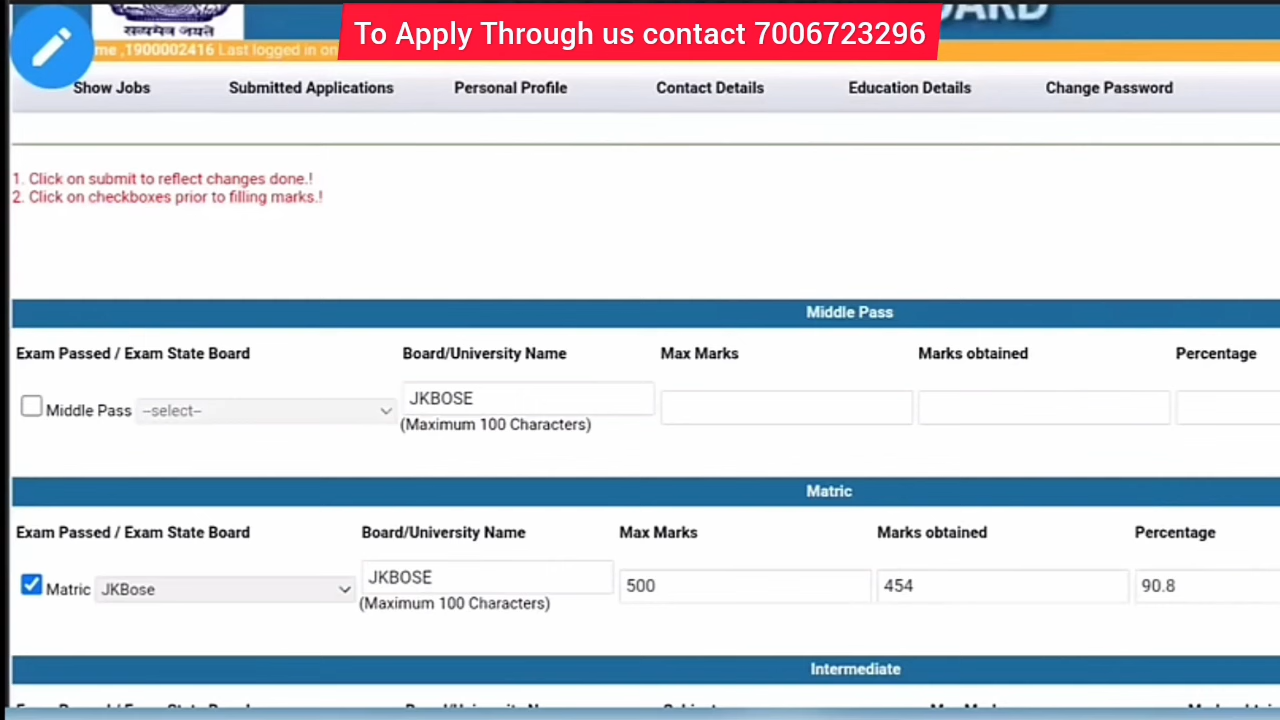 सत्यमेव जयते
To Apply Through us contact 7006723296
me ,1900002416 Last logged in on
Show Jobs Submitted Applications Personal Profile Contact Details Education Details Change Password
1. Click on submit to reflect changes done.!
2. Click on checkboxes prior to filling marks.!
Middle Pass
Exam Passed / Exam State Board Board/University Name Max Marks Marks obtained Percentage
Middle Pass --select-- JKBOSE
(Maximum 100 Characters)
Matric
Exam Passed / Exam State Board Board/University Name Max Marks Marks obtained Percentage
Matric JKBose JKBOSE 500 454 90.8
(Maximum 100 Characters)
Intermediate